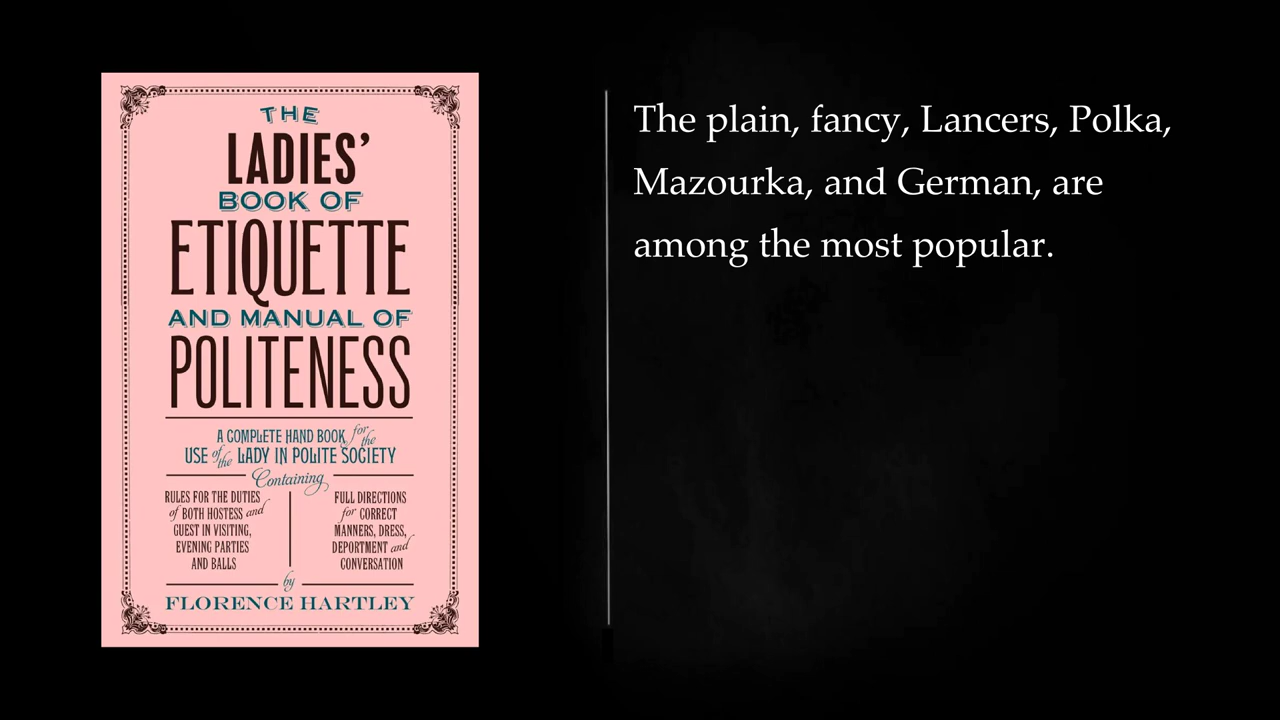 THE
LADIES'
BOOK OF
ETIQUETTE
AND MANUAL OF
POLITENESS
A COMPLETE HAND BOOK for the
USE of the LADY IN POLITE SOCIETY
Containing
RULES FOR THE DUTIES
of BOTH HOSTESS and
GUEST IN VISITING,
EVENING PARTIES
AND BALLS
FULL DIRECTIONS
for CORRECT
MANNERS, DRESS,
DEPORTMENT and
CONVERSATION
by
FLORENCE HARTLEY
The plain, fancy, Lancers, Polka,
Mazourka, and German, are
among the most popular.